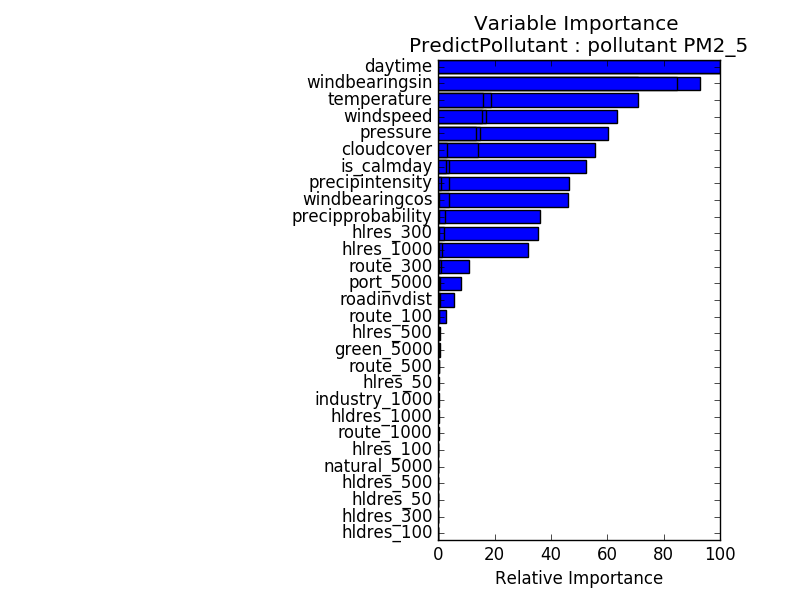 Variable Importance
PredictPollutant : pollutant PM2_5
daytime
windbearingsin
temperature
windspeed
pressure
cloudcover
is_calmday
precipintensity
windbearingcos
precipprobability
hlres_300
hlres_1000
route_300
port_5000
roadinvdist
route_100
hlres_500
green_5000
route_500
hlres_50
industry_1000
hldres_1000
route_1000
hlres_100
natural_5000
hldres_500
hldres_50
hldres_300
hldres_100
0 20 40 60 80 100
Relative Importance